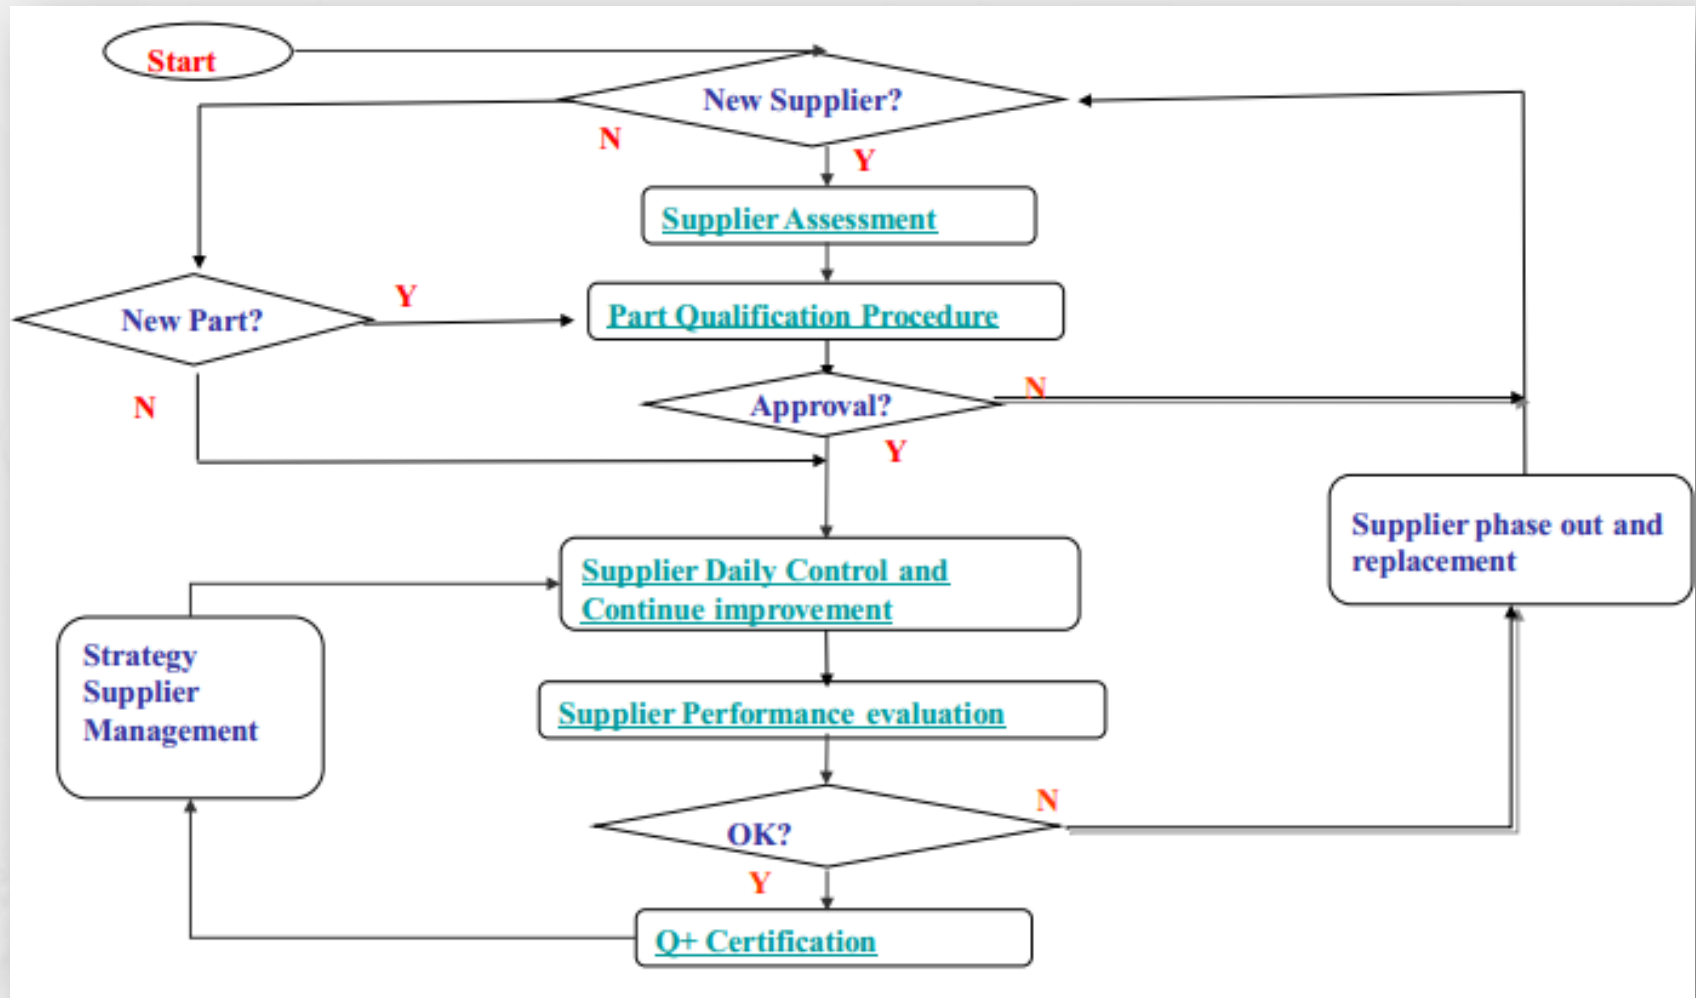 Start
New Supplier?
N
Y
Supplier Assessment
New Part?
Y
Part Qualification Procedure
N
Approval?
N
Y
Supplier phase out and
replacement
Supplier Daily Control and
Continue improvement
Strategy
Supplier
Management
Supplier Performance evaluation
OK?
N
Y
Q+ Certification